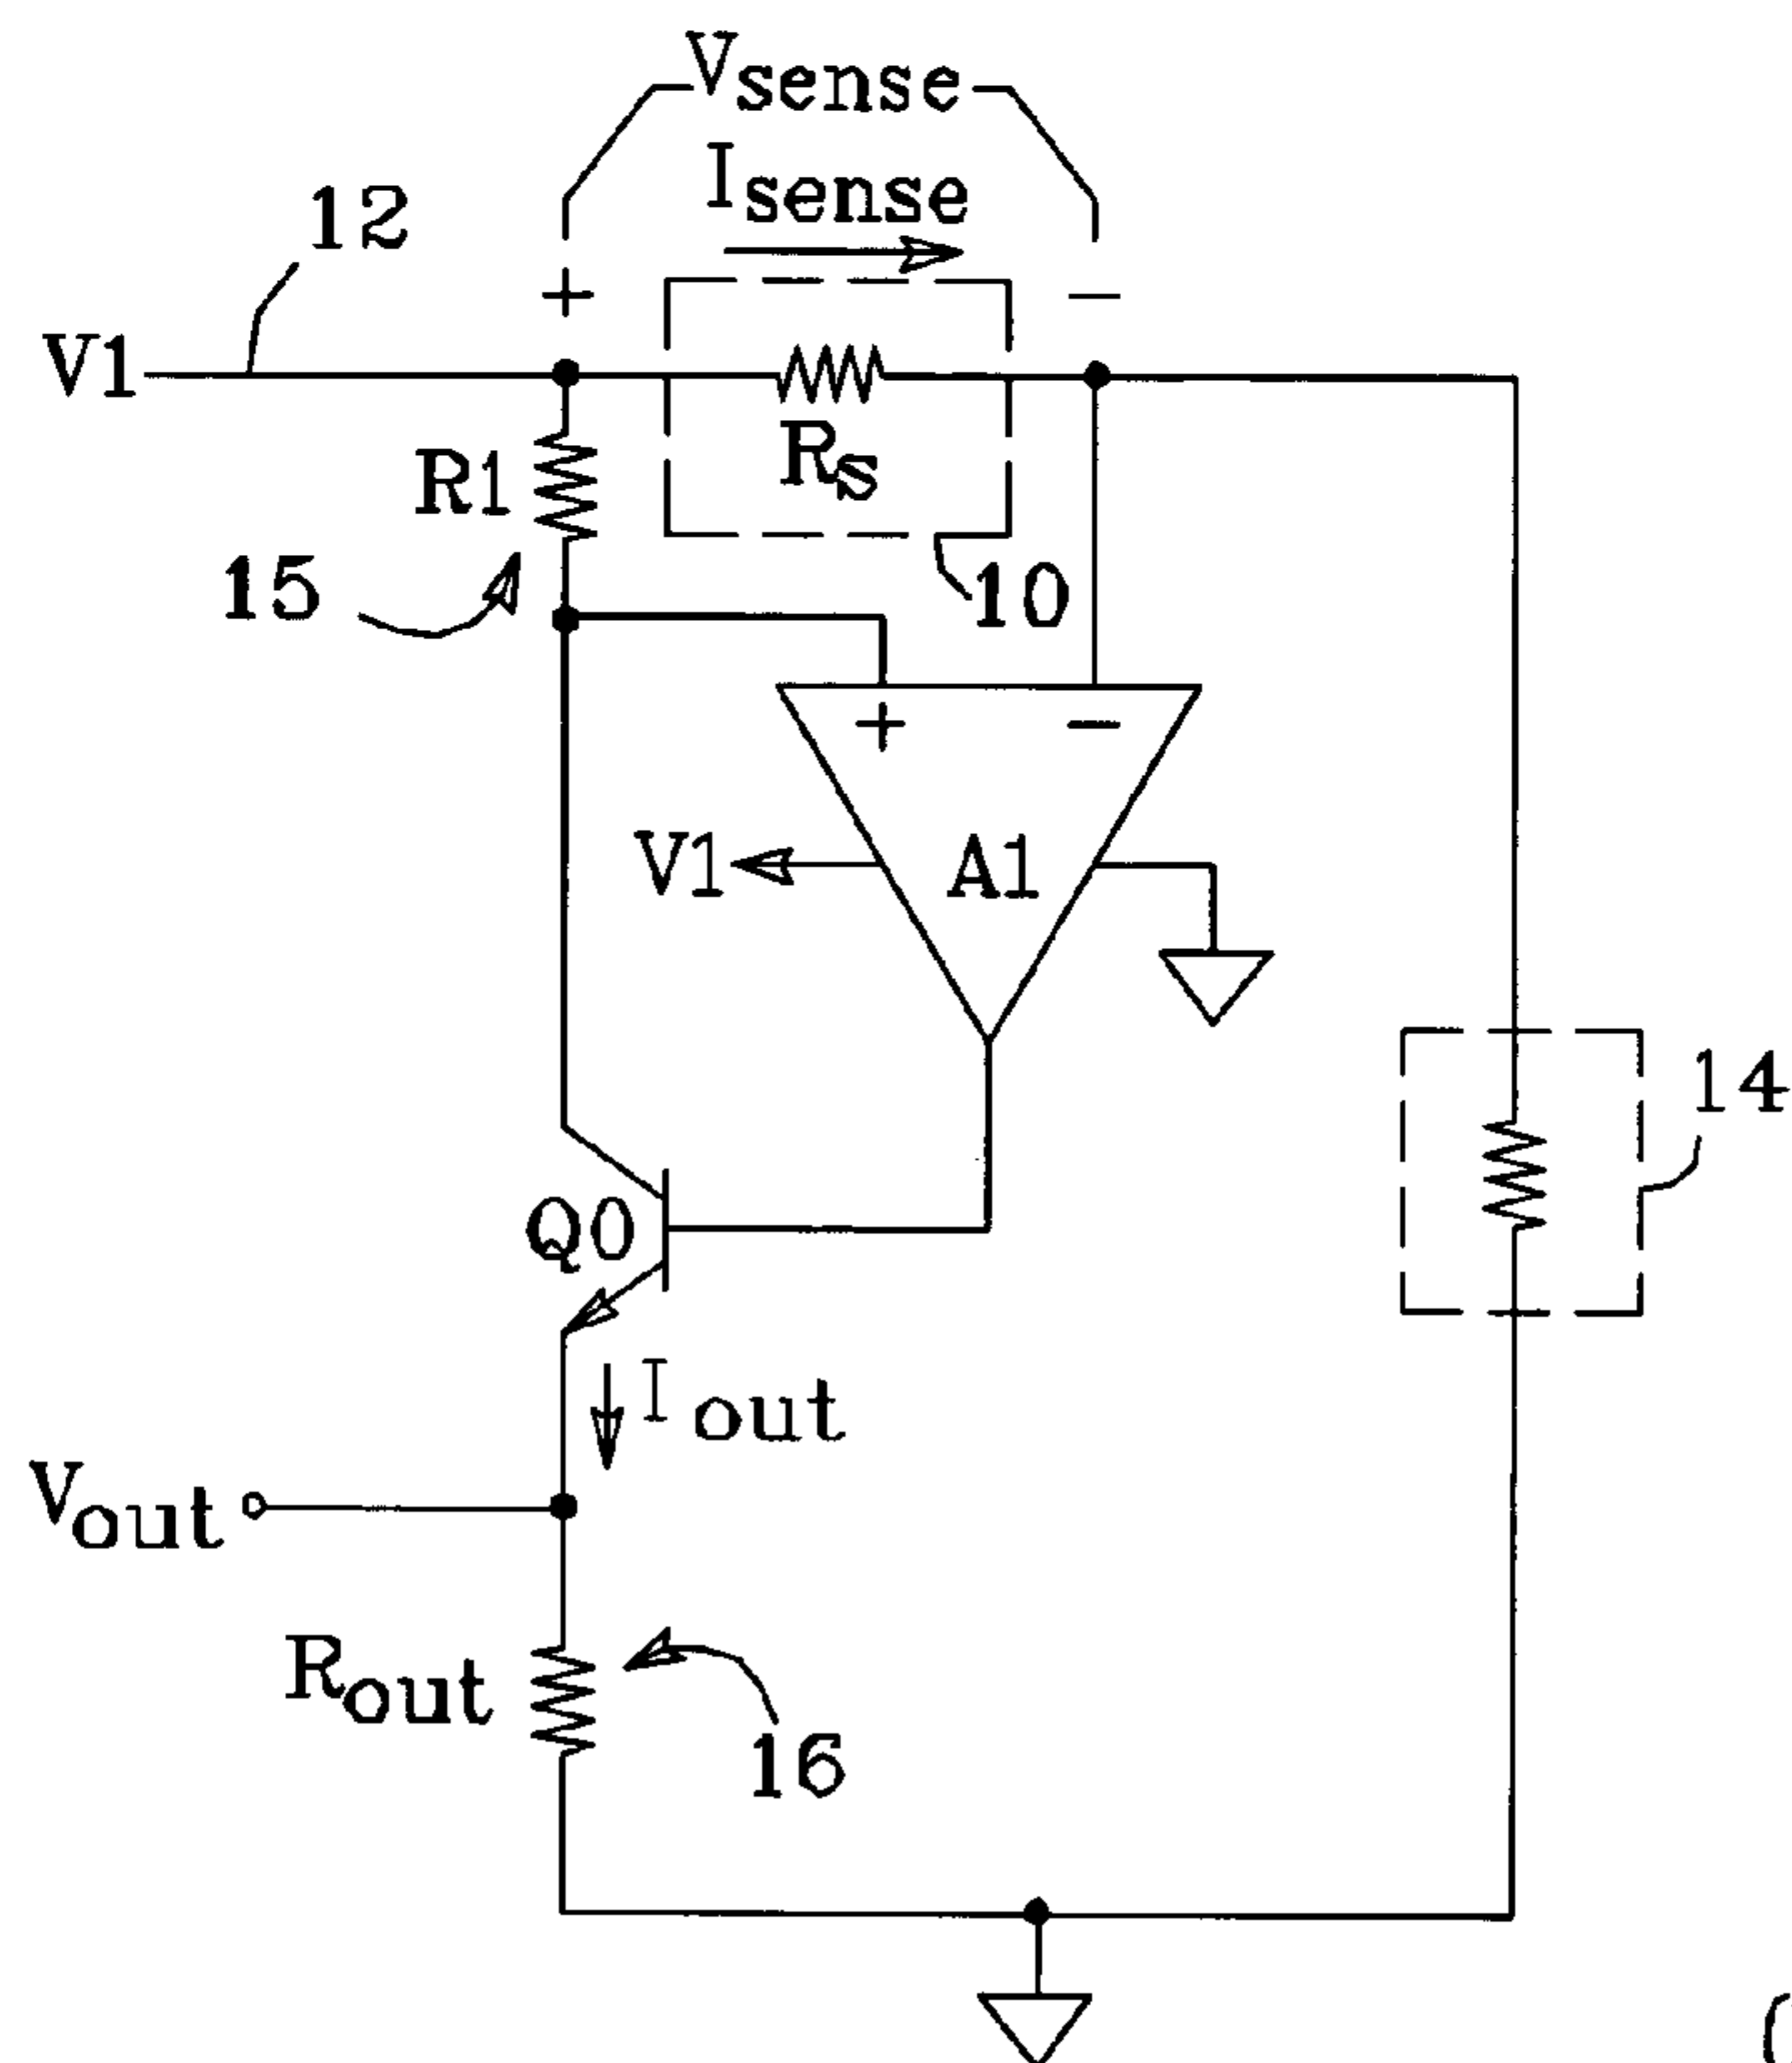 Vsense
Isense
12
+
−
V1
R1
Rs
15
10
+
−
V1
A1
14
Q0
Iout
Vout
Rout
16